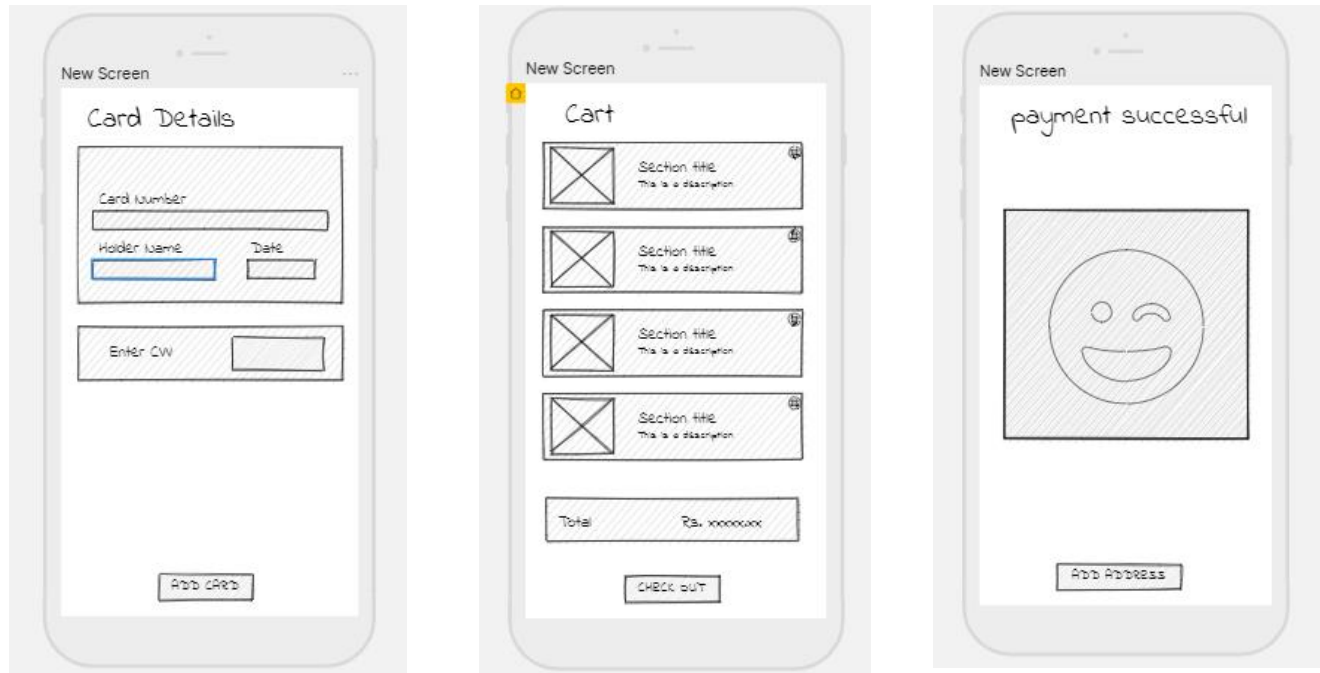 New Screen
Card Details
Card Number
Holder Name
Date
Enter CVV
ADD CARD
New Screen
Cart
Section title
This is a description
Section title
This is a description
Section title
This is a description
Section title
This is a description
Total
Rs. xxxxx.xx
CHECK OUT
New Screen
payment successful
ADD ADDRESS